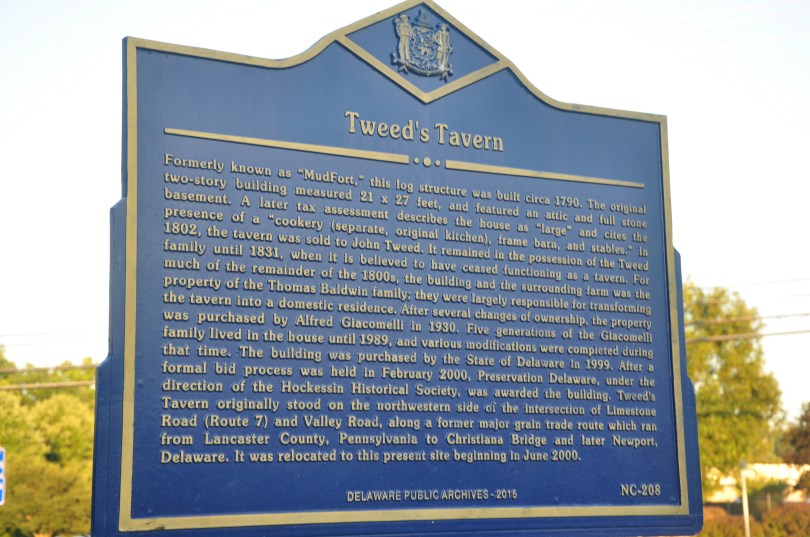 Tweed's Tavern
Formerly known as "MudFort," this log structure was built circa 1790. The original
two-story building measured 21 x 27 feet, and featured an attic and full stone
basement. A later tax assessment describes the house as "large" and cites the
presence of a "cookery (separate, original kitchen), frame barn, and stables." In
1802, the tavern was sold to John Tweed. It remained in the possession of the Tweed
family until 1831, when it is believed to have ceased functioning as a tavern. For
much of the remainder of the 1800s, the building and the surrounding farm was the
property of the Thomas Baldwin family; they were largely responsible for transforming
the tavern into a domestic residence. After several changes of ownership, the property
was purchased by Alfred Giacomelli in 1930. Five generations of the Giacomelli
family lived in the house until 1989, and various modifications were completed during
that time. The building was purchased by the State of Delaware in 1999. After a
formal bid process was held in February 2000, Preservation Delaware, under the
direction of the Hockessin Historical Society, was awarded the building. Tweed's
Tavern originally stood on the northwestern side of the intersection of Limestone
Road (Route 7) and Valley Road, along a former major grain trade route which ran
from Lancaster County, Pennsylvania to Christiana Bridge and later Newport,
Delaware. It was relocated to this present site beginning in June 2000.
DELAWARE PUBLIC ARCHIVES - 2015
NC-208